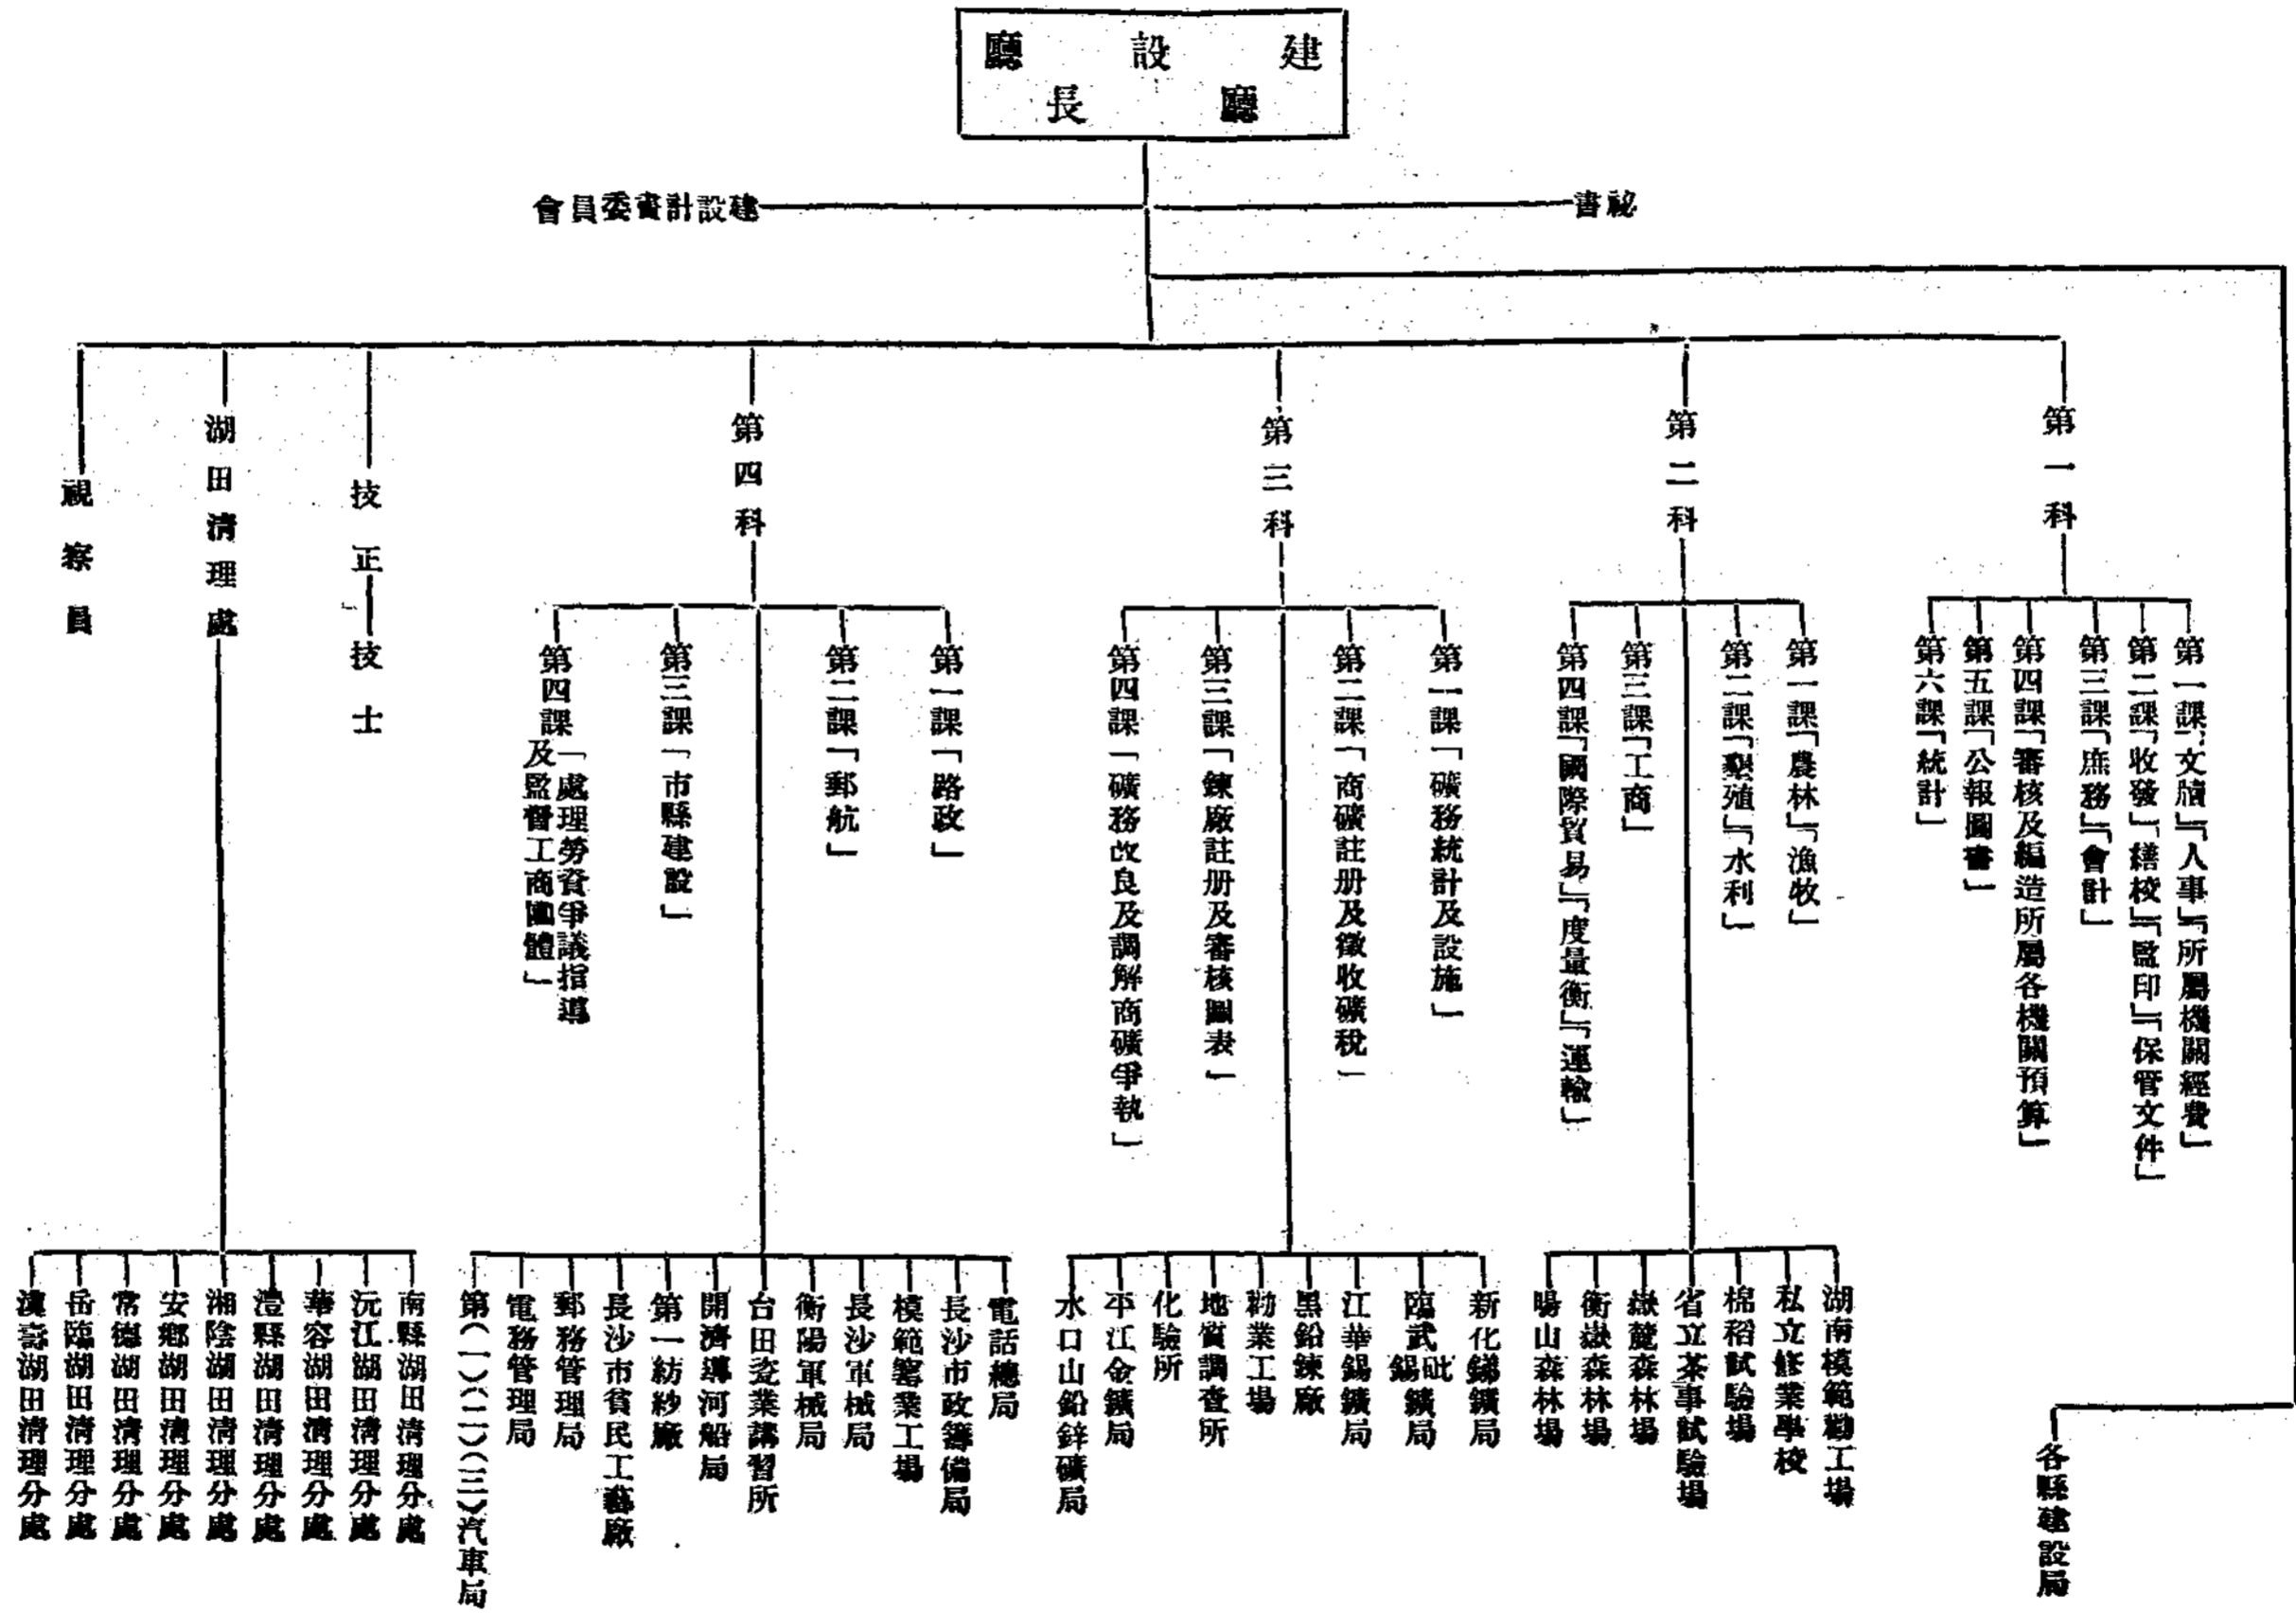 建設廳
廳長
祕書
建設計畫委員會
第一科
第二科
第三科
第四科
技正
技士
湖田清理處
視察員
第一課「文牘」「人事」「所屬機關經費」
第二課「收發」「繕校」「監印」「保管文件」
第三課「庶務」「會計」
第四課「審核及編造所屬各機關預算」
第五課「公報圖書」
第六課「統計」
第一課「農林」「漁牧」
第二課「墾殖」「水利」
第三課「工商」
第四課「國際貿易」「度量衡」「運輸」
第一課「礦務統計及設施」
第二課「商礦註册及徵收礦稅」
第三課「鍊廠註册及審核圖表」
第四課「礦務改良及調解商礦爭執」
第一課「路政」
第二課「郵航」
第三課「市縣建設」
第四課「處理勞資爭議指導
及監督工商團體」
各縣建設局
湖南模範勸工場
私立修業學校
棉稻試驗場
省立茶事試驗場
嶽麓森林場
衡嶽森林場
暘山森林場
新化銻鑛局
臨武砒
錫鑛局
江華錫鑛局
黑鉛鍊廠
勸業工場
地質調查所
化驗所
平江金鑛局
水口山鉛鋅礦局
電話總局
長沙市政籌備局
模範窰業工場
長沙軍械局
衡陽軍械局
台田瓷業講習所
開濟導河船局
第一紡紗廠
長沙市貧民工藝廠
郵務管理局
電務管理局
第(一)(二)(三)汽車局
南縣湖田清理分處
沅江湖田清理分處
華容湖田清理分處
澧縣湖田清理分處
湘陰湖田清理分處
安鄉湖田清理分處
常德湖田清理分處
岳臨湖田清理分處
漢壽湖田清理分處